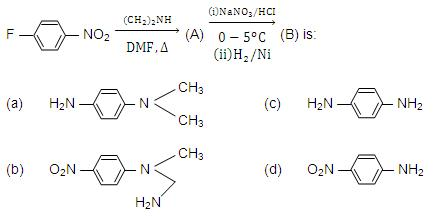 F NO₂ (CH₂)₂NH DMF, Δ (A) (i)NaNO₃/HCl 0 – 5°C (ii)H₂/Ni (B) is:
(a) H₂N N CH₃ CH₃
(c) H₂N NH₂
(b) O₂N N CH₃ H₂N
(d) O₂N NH₂